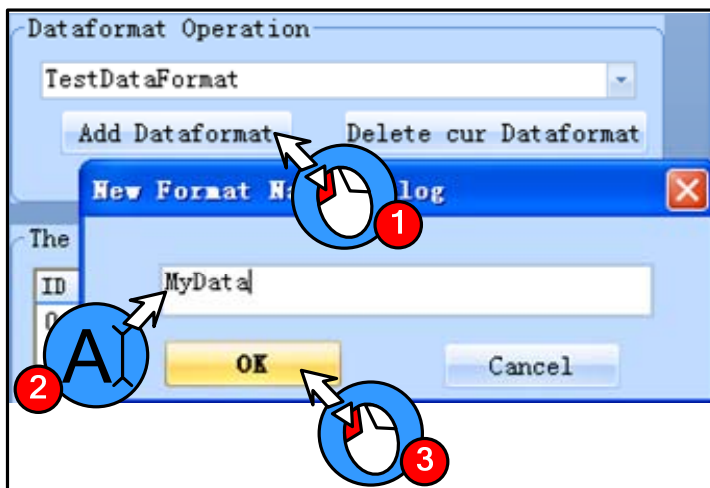 Dataformat Operation
TestDataFormat
Add Dataformat Delete cur Dataformat
New Format log
1
The
ID
MyData
A
2
OK Cancel
3